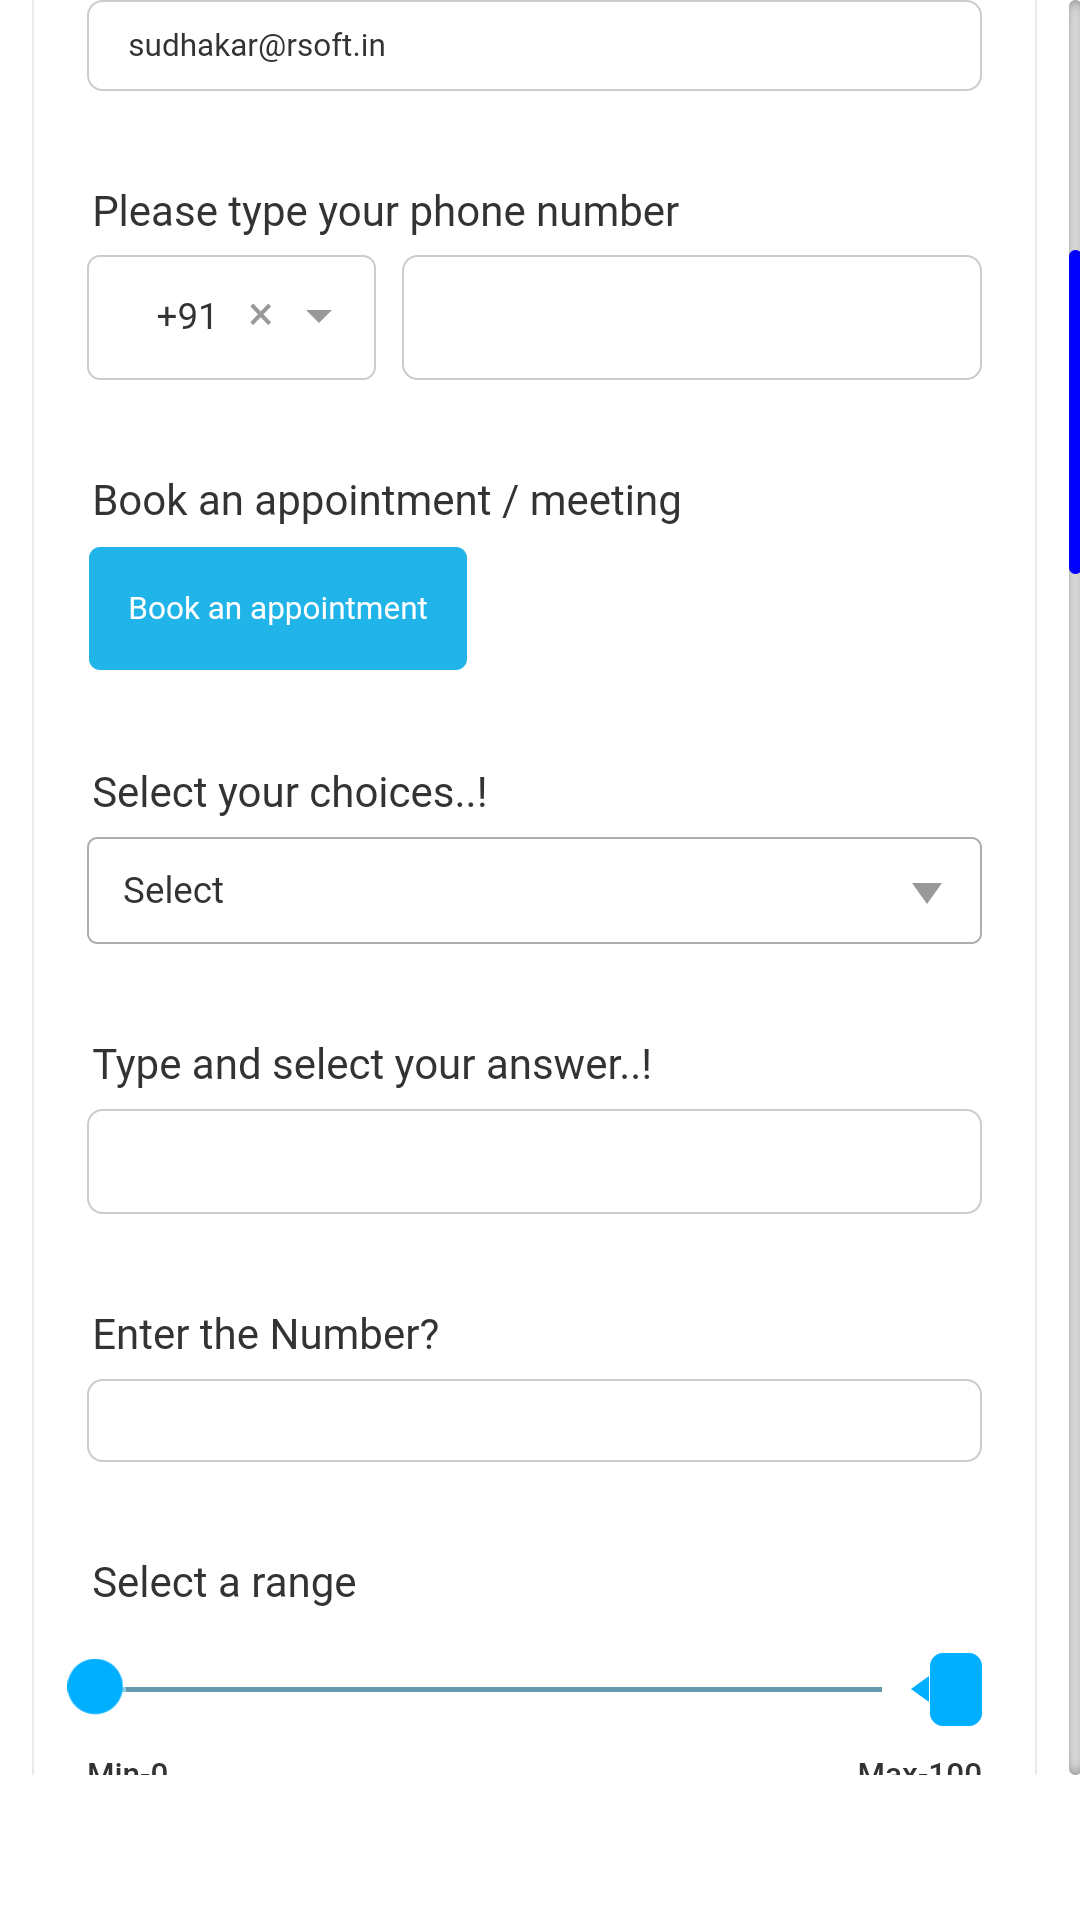 sudhakar@rsoft.in
Please type your phone number
+91 ×
Book an appointment / meeting
Book an appointment
Select your choices..!
Select
Type and select your answer..!
Enter the Number?
Select a range
Min-0 Max-100